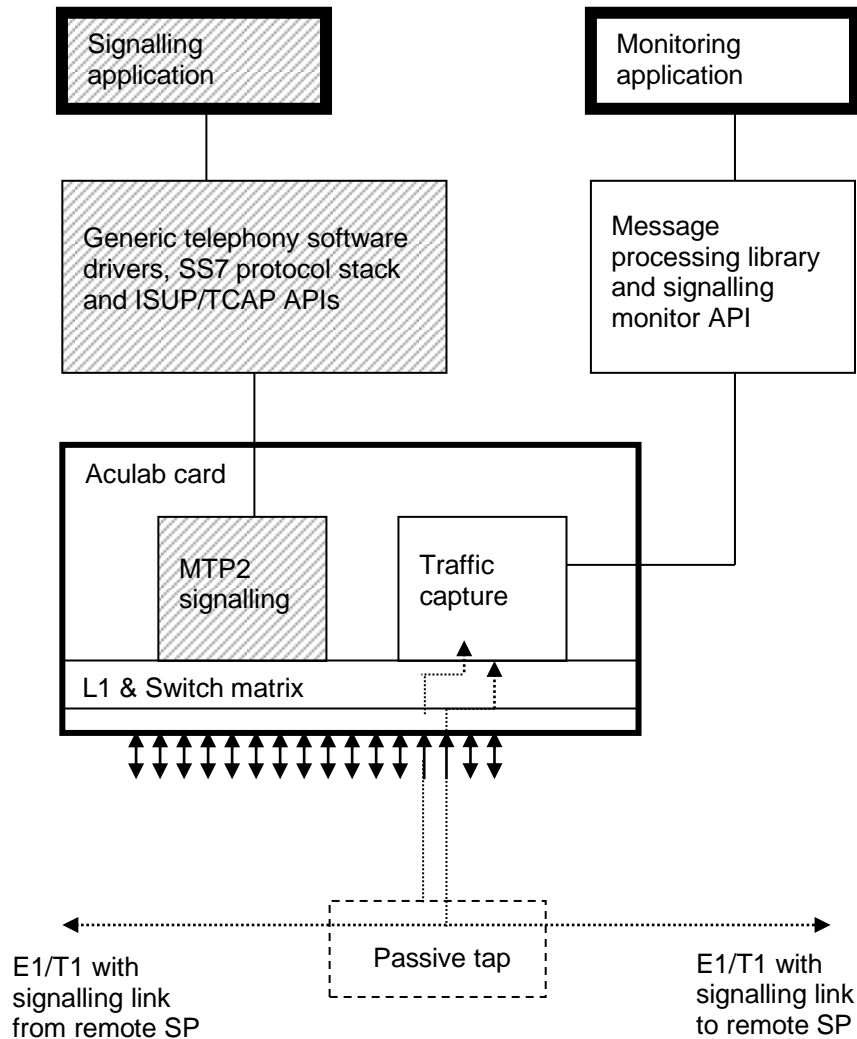 Signalling
application
Monitoring
application
Generic telephony software
drivers, SS7 protocol stack
and ISUP/TCAP APIs
Message
processing library
and signalling
monitor API
Aculab card
MTP2
signalling
Traffic
capture
L1 & Switch matrix
Passive tap
E1/T1 with
signalling link
from remote SP
E1/T1 with
signalling link
to remote SP